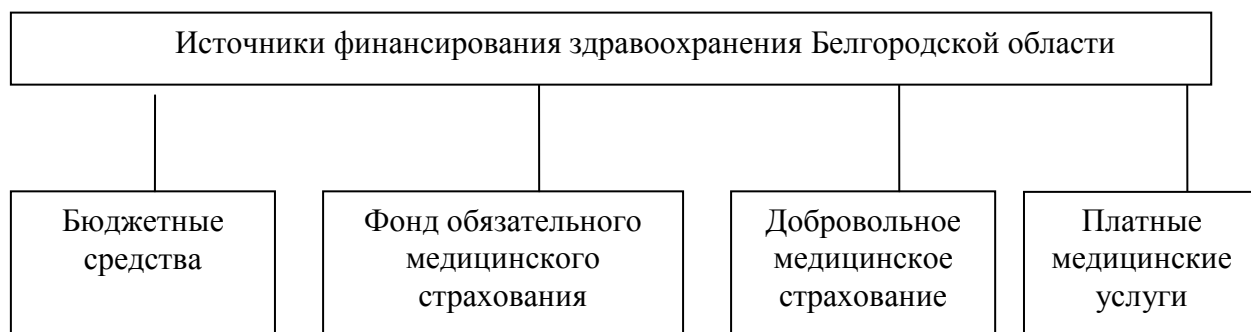 Источники финансирования здравоохранения Белгородской области
Бюджетные
средства
Фонд обязательного
медицинского
страхования
Добровольное
медицинское
страхование
Платные
медицинские
услуги